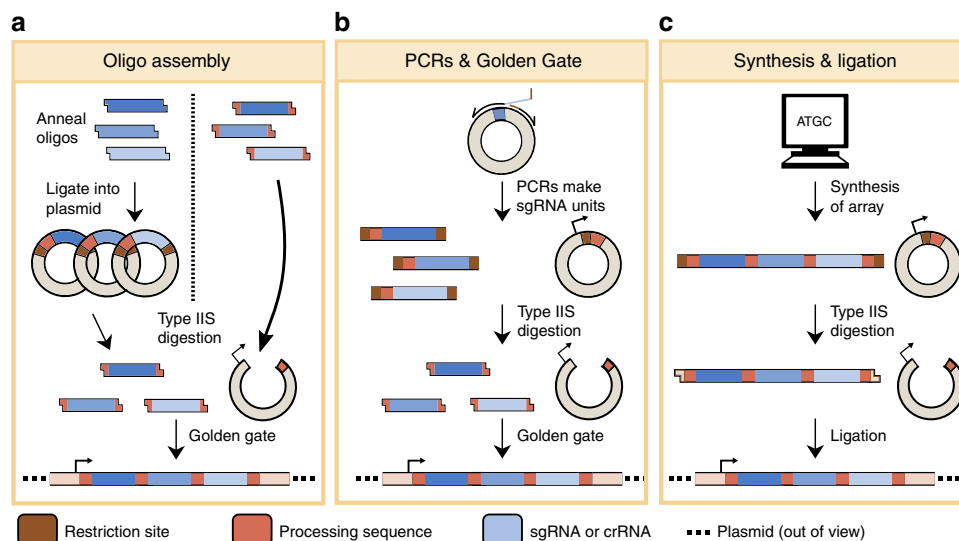 a
Oligo assembly
Anneal
oligos
Ligate into
plasmid
Type IIS
digestion
Golden gate
b
PCRs & Golden Gate
PCRs make
sgRNA units
Type IIS
digestion
Golden gate
c
Synthesis & ligation
ATGC
Synthesis
of array
Type IIS
digestion
Ligation
Restriction site
Processing sequence
sgRNA or crRNA
Plasmid (out of view)